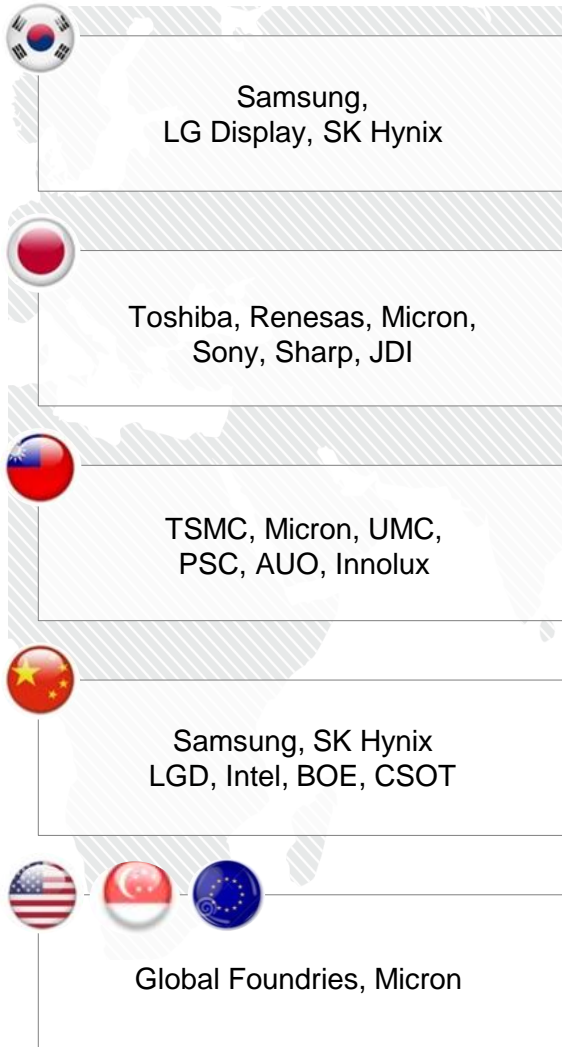 Samsung,
LG Display, SK Hynix
Toshiba, Renesas, Micron,
Sony, Sharp, JDI
TSMC, Micron, UMC,
PSC, AUO, Innolux
Samsung, SK Hynix
LGD, Intel, BOE, CSOT
Global Foundries, Micron